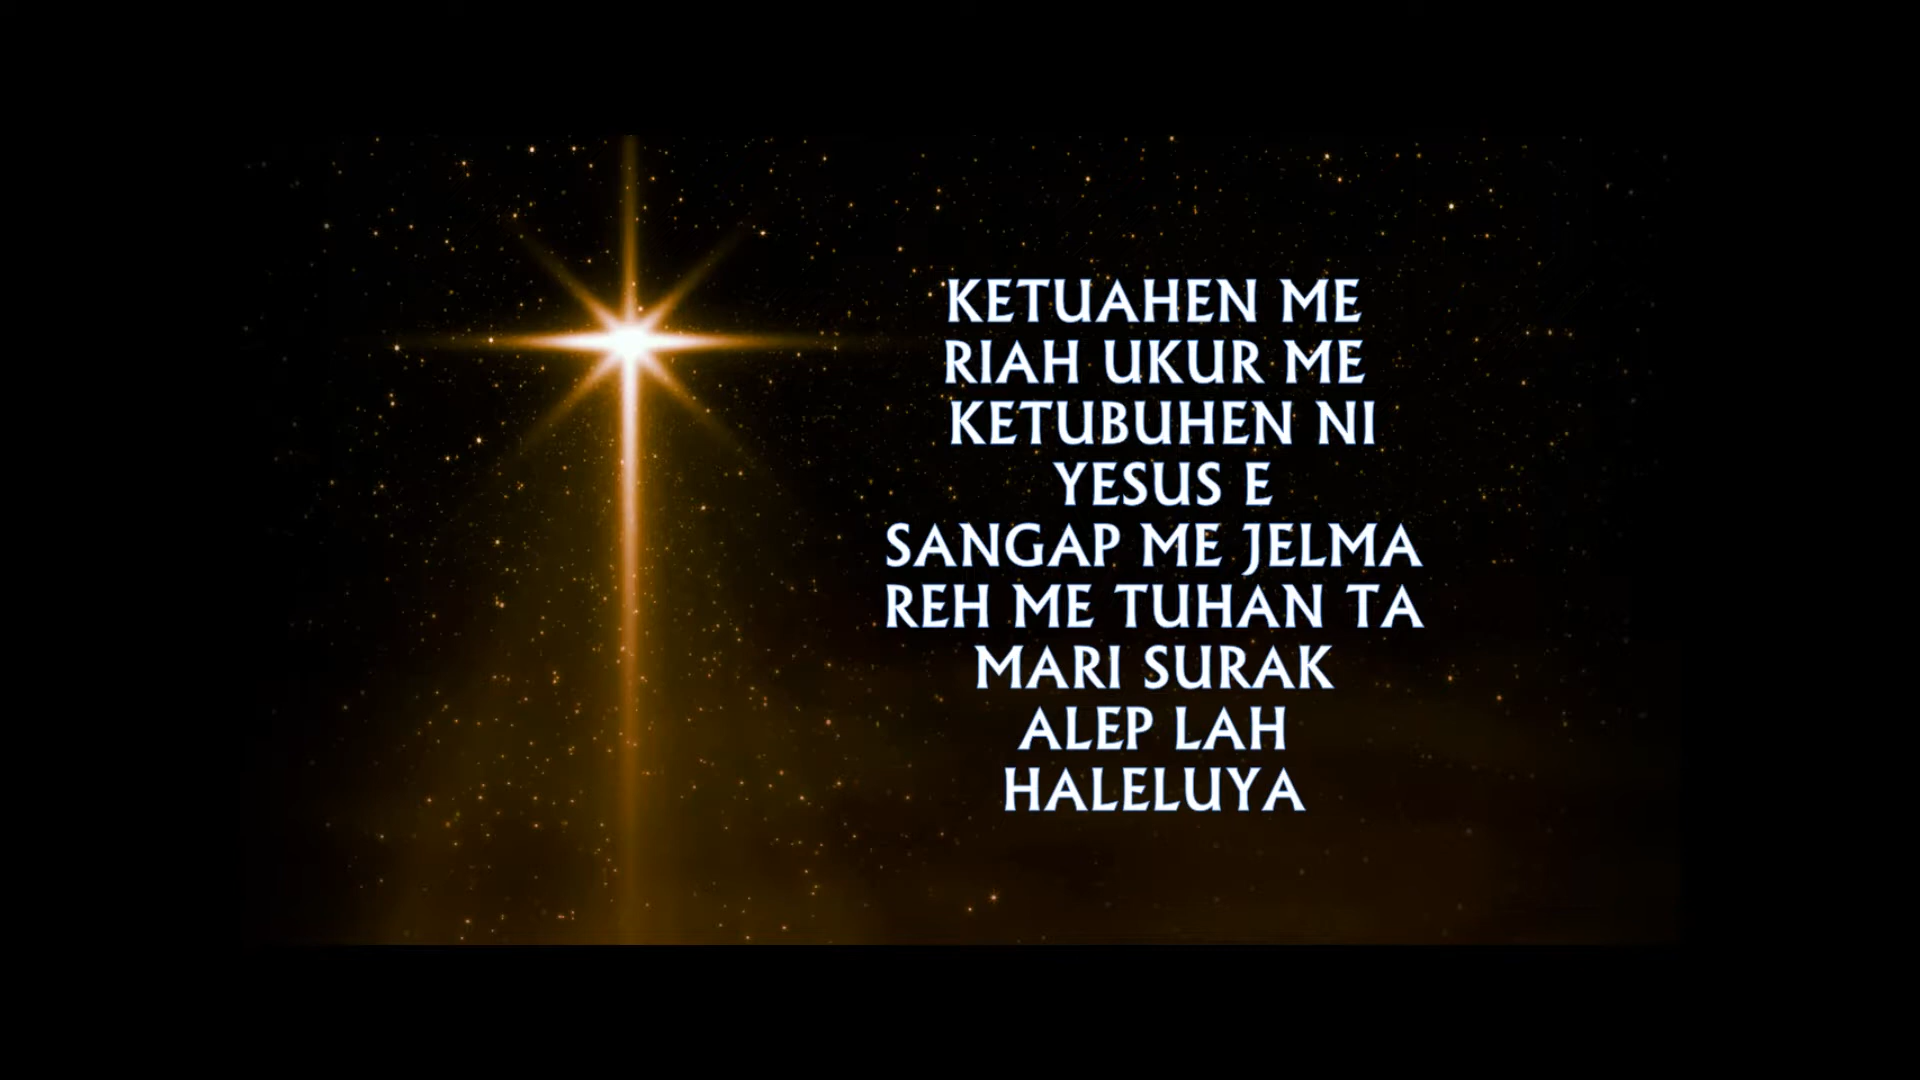 KETUAHEN ME
RIAH UKUR ME
KETUBUHEN NI
YESUS E
SANGAP ME JELMA
REH ME TUHAN TA
MARI SURAK
ALEP LAH
HALELUYA